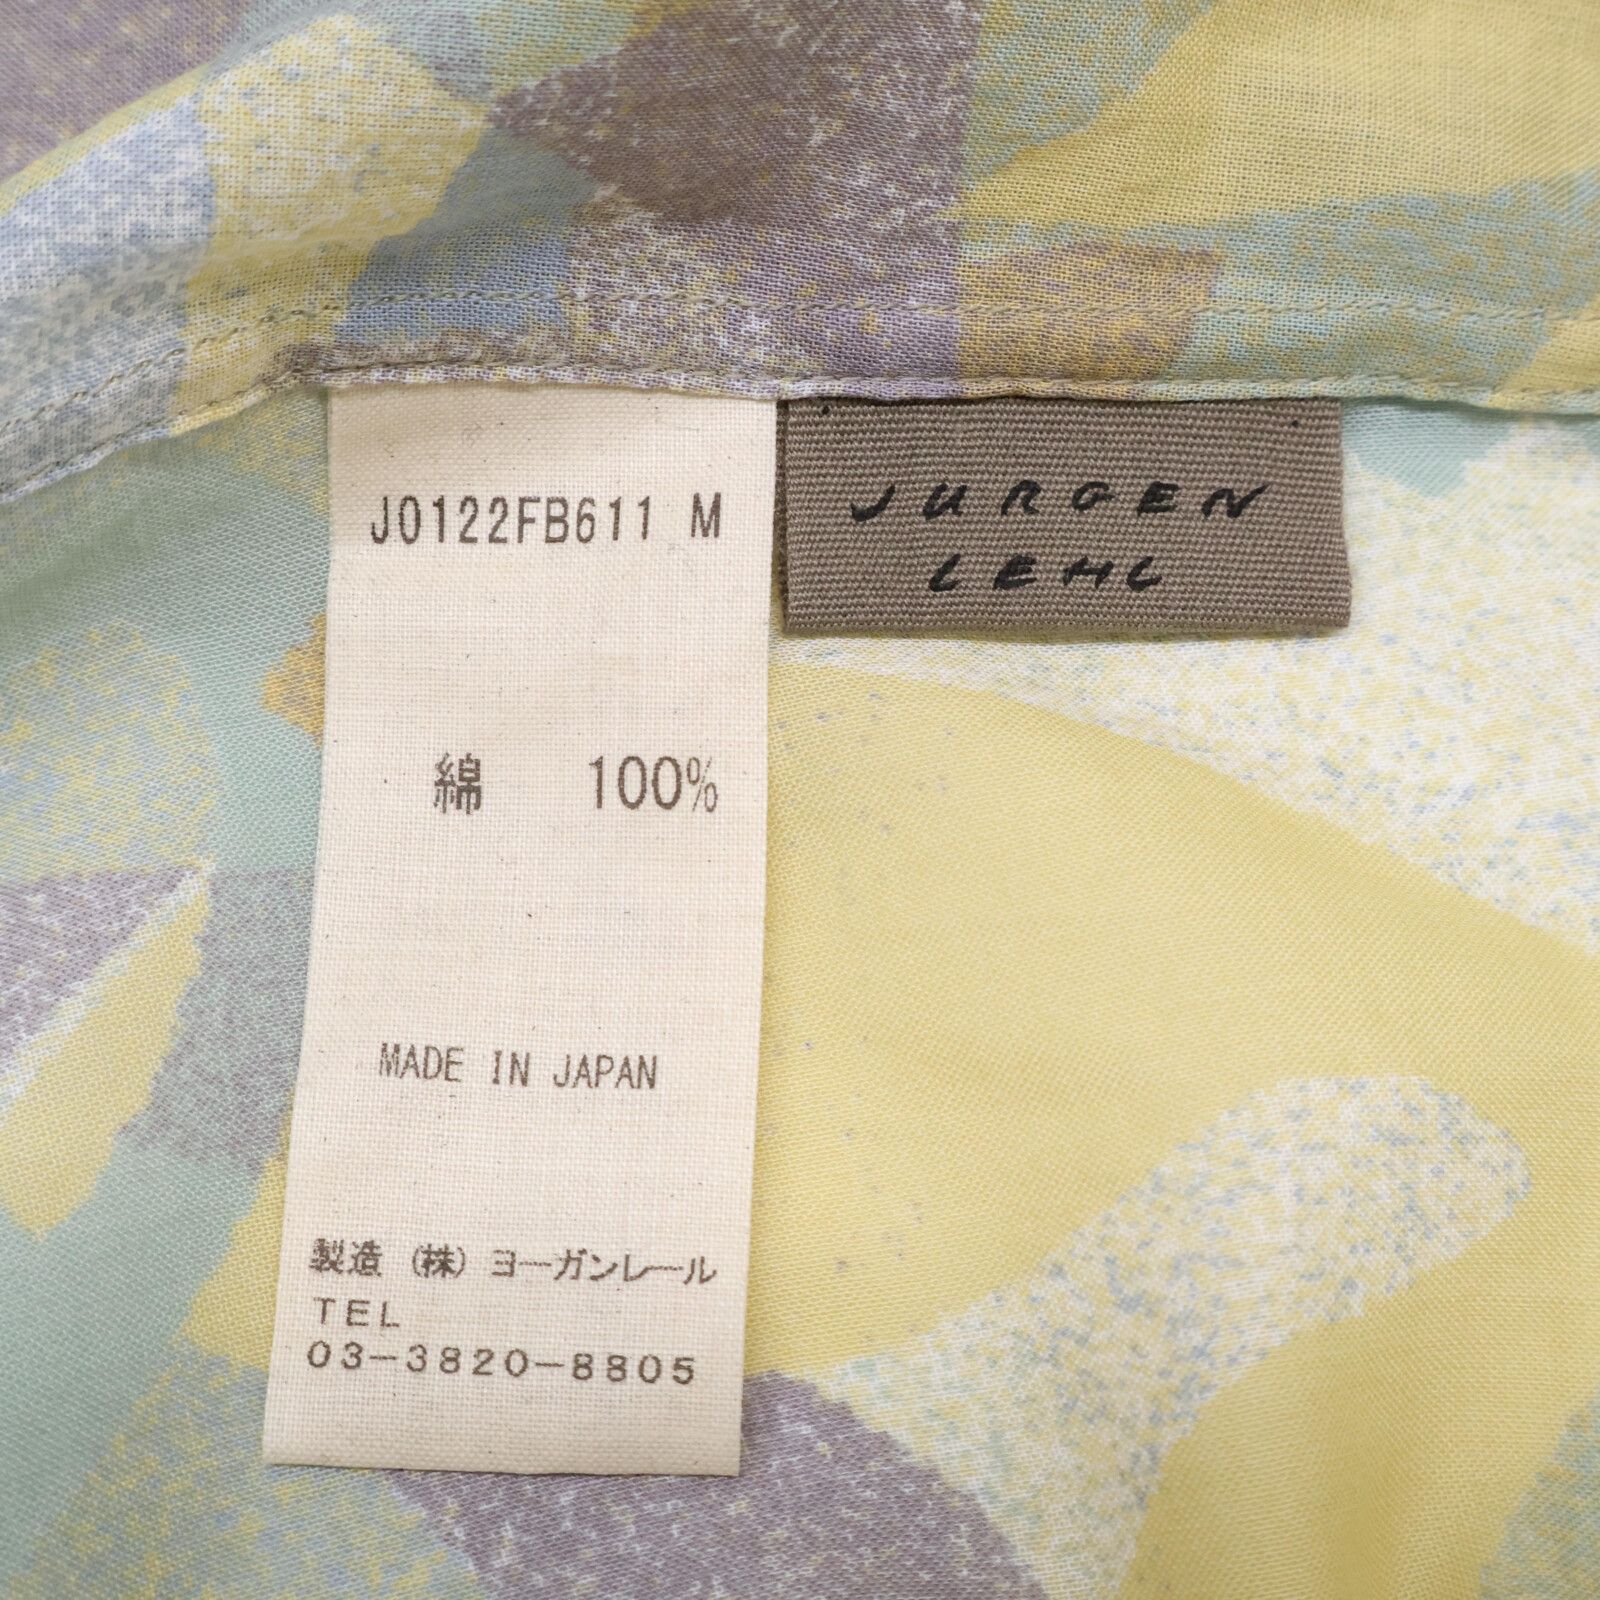 J0122FB611 M
綿 100%
MADE IN JAPAN
製造 (株) ヨーガンレール
TEL
03-3820-8805
JURGEN
LEHL